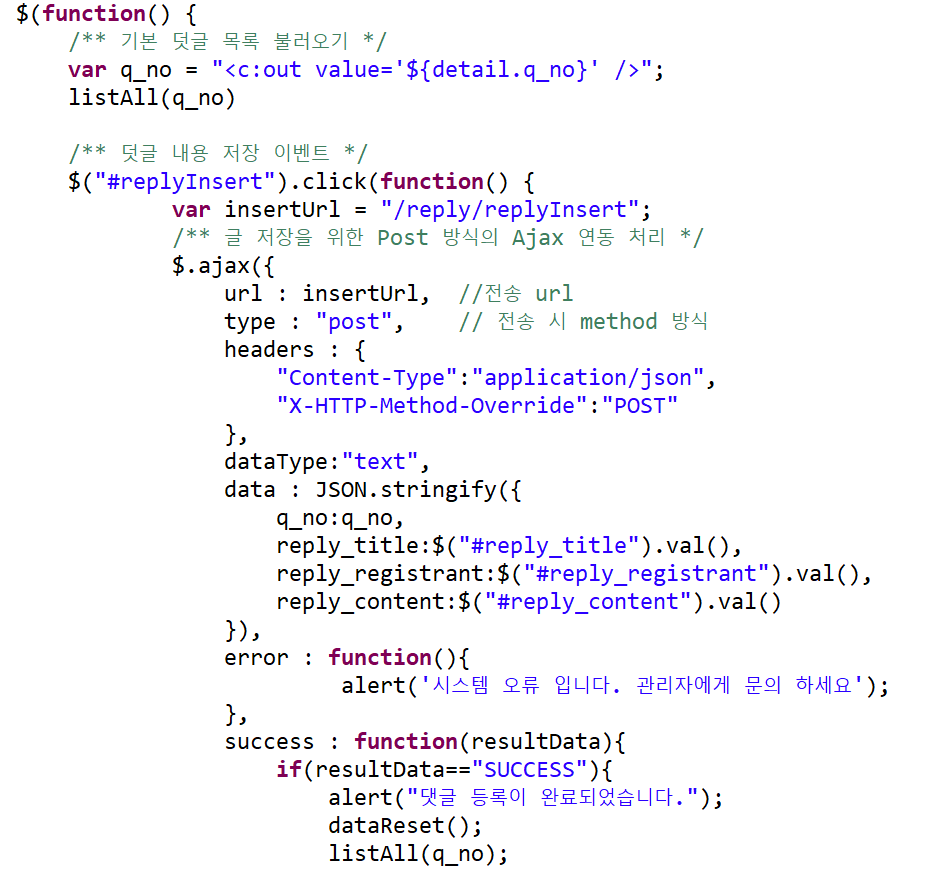 $(function() {
    /** 기본 덧글 목록 불러오기 */
    var q_no = "<c:out value='${detail.q_no}' />";
    listAll(q_no)

    /** 덧글 내용 저장 이벤트 */
    $("#replyInsert").click(function() {
            var insertUrl = "/reply/replyInsert";
            /** 글 저장을 위한 Post 방식의 Ajax 연동 처리 */
            $.ajax({
                url : insertUrl,  //전송 url
                type : "post",    // 전송 시 method 방식
                headers : {
                    "Content-Type":"application/json",
                    "X-HTTP-Method-Override":"POST"
                },
                dataType:"text",
                data : JSON.stringify({
                    q_no:q_no,
                    reply_title:$("#reply_title").val(),
                    reply_registrant:$("#reply_registrant").val(),
                    reply_content:$("#reply_content").val()
                }),
                error : function(){
                         alert('시스템 오류 입니다. 관리자에게 문의 하세요');
                },
                success : function(resultData){
                    if(resultData=="SUCCESS"){
                        alert("댓글 등록이 완료되었습니다.");
                        dataReset();
                        listAll(q_no);